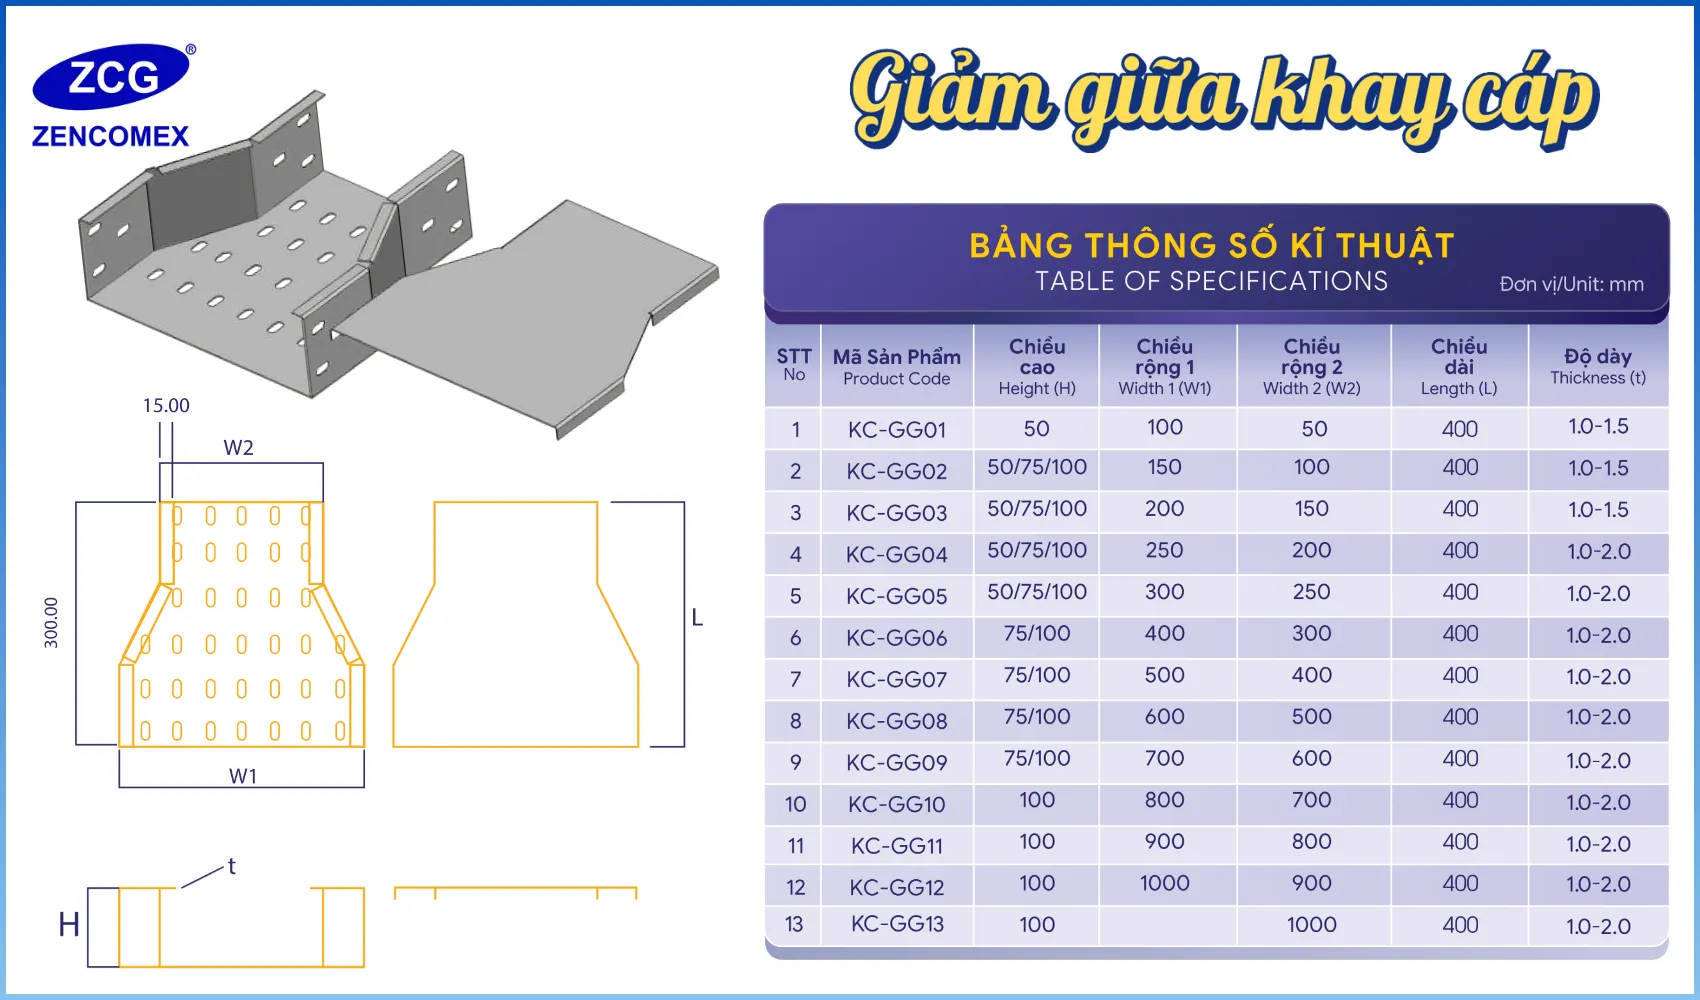 ZCG®
ZENCOMEX
Giảm giữa khay cáp
BẢNG THÔNG SỐ KĨ THUẬT
TABLE OF SPECIFICATIONS
Đơn vị/Unit: mm
STT No | Mã Sản Phẩm Product Code | Chiều cao Height (H) | Chiều rộng 1 Width 1 (W1) | Chiều rộng 2 Width 2 (W2) | Chiều dài Length (L) | Độ dày Thickness (t)
1 KC-GG01 50 100 50 400 1.0-1.5
2 KC-GG02 50/75/100 150 100 400 1.0-1.5
3 KC-GG03 50/75/100 200 150 400 1.0-1.5
4 KC-GG04 50/75/100 250 200 400 1.0-2.0
5 KC-GG05 50/75/100 300 250 400 1.0-2.0
6 KC-GG06 75/100 400 300 400 1.0-2.0
7 KC-GG07 75/100 500 400 400 1.0-2.0
8 KC-GG08 75/100 600 500 400 1.0-2.0
9 KC-GG09 75/100 700 600 400 1.0-2.0
10 KC-GG10 100 800 700 400 1.0-2.0
11 KC-GG11 100 900 800 400 1.0-2.0
12 KC-GG12 100 1000 900 400 1.0-2.0
13 KC-GG13 100 1000 400 1.0-2.0
15.00
W2
300.00
L
W1
t
H